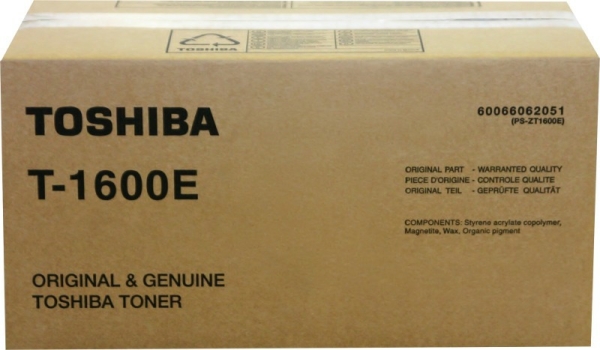 TOSHIBA
60066062051
(PS-ZT1600E)
T-1600E
ORIGINAL PART - WARRANTED QUALITY
PIECE D'ORIGINE - CONTROLE QUALITE
ORIGINAL TEIL - GEPRÜFTE QUALITÄT
COMPONENTS: Styrene acrylate copolymer,
Magnetite, Wax, Organic pigment
ORIGINAL & GENUINE
TOSHIBA TONER